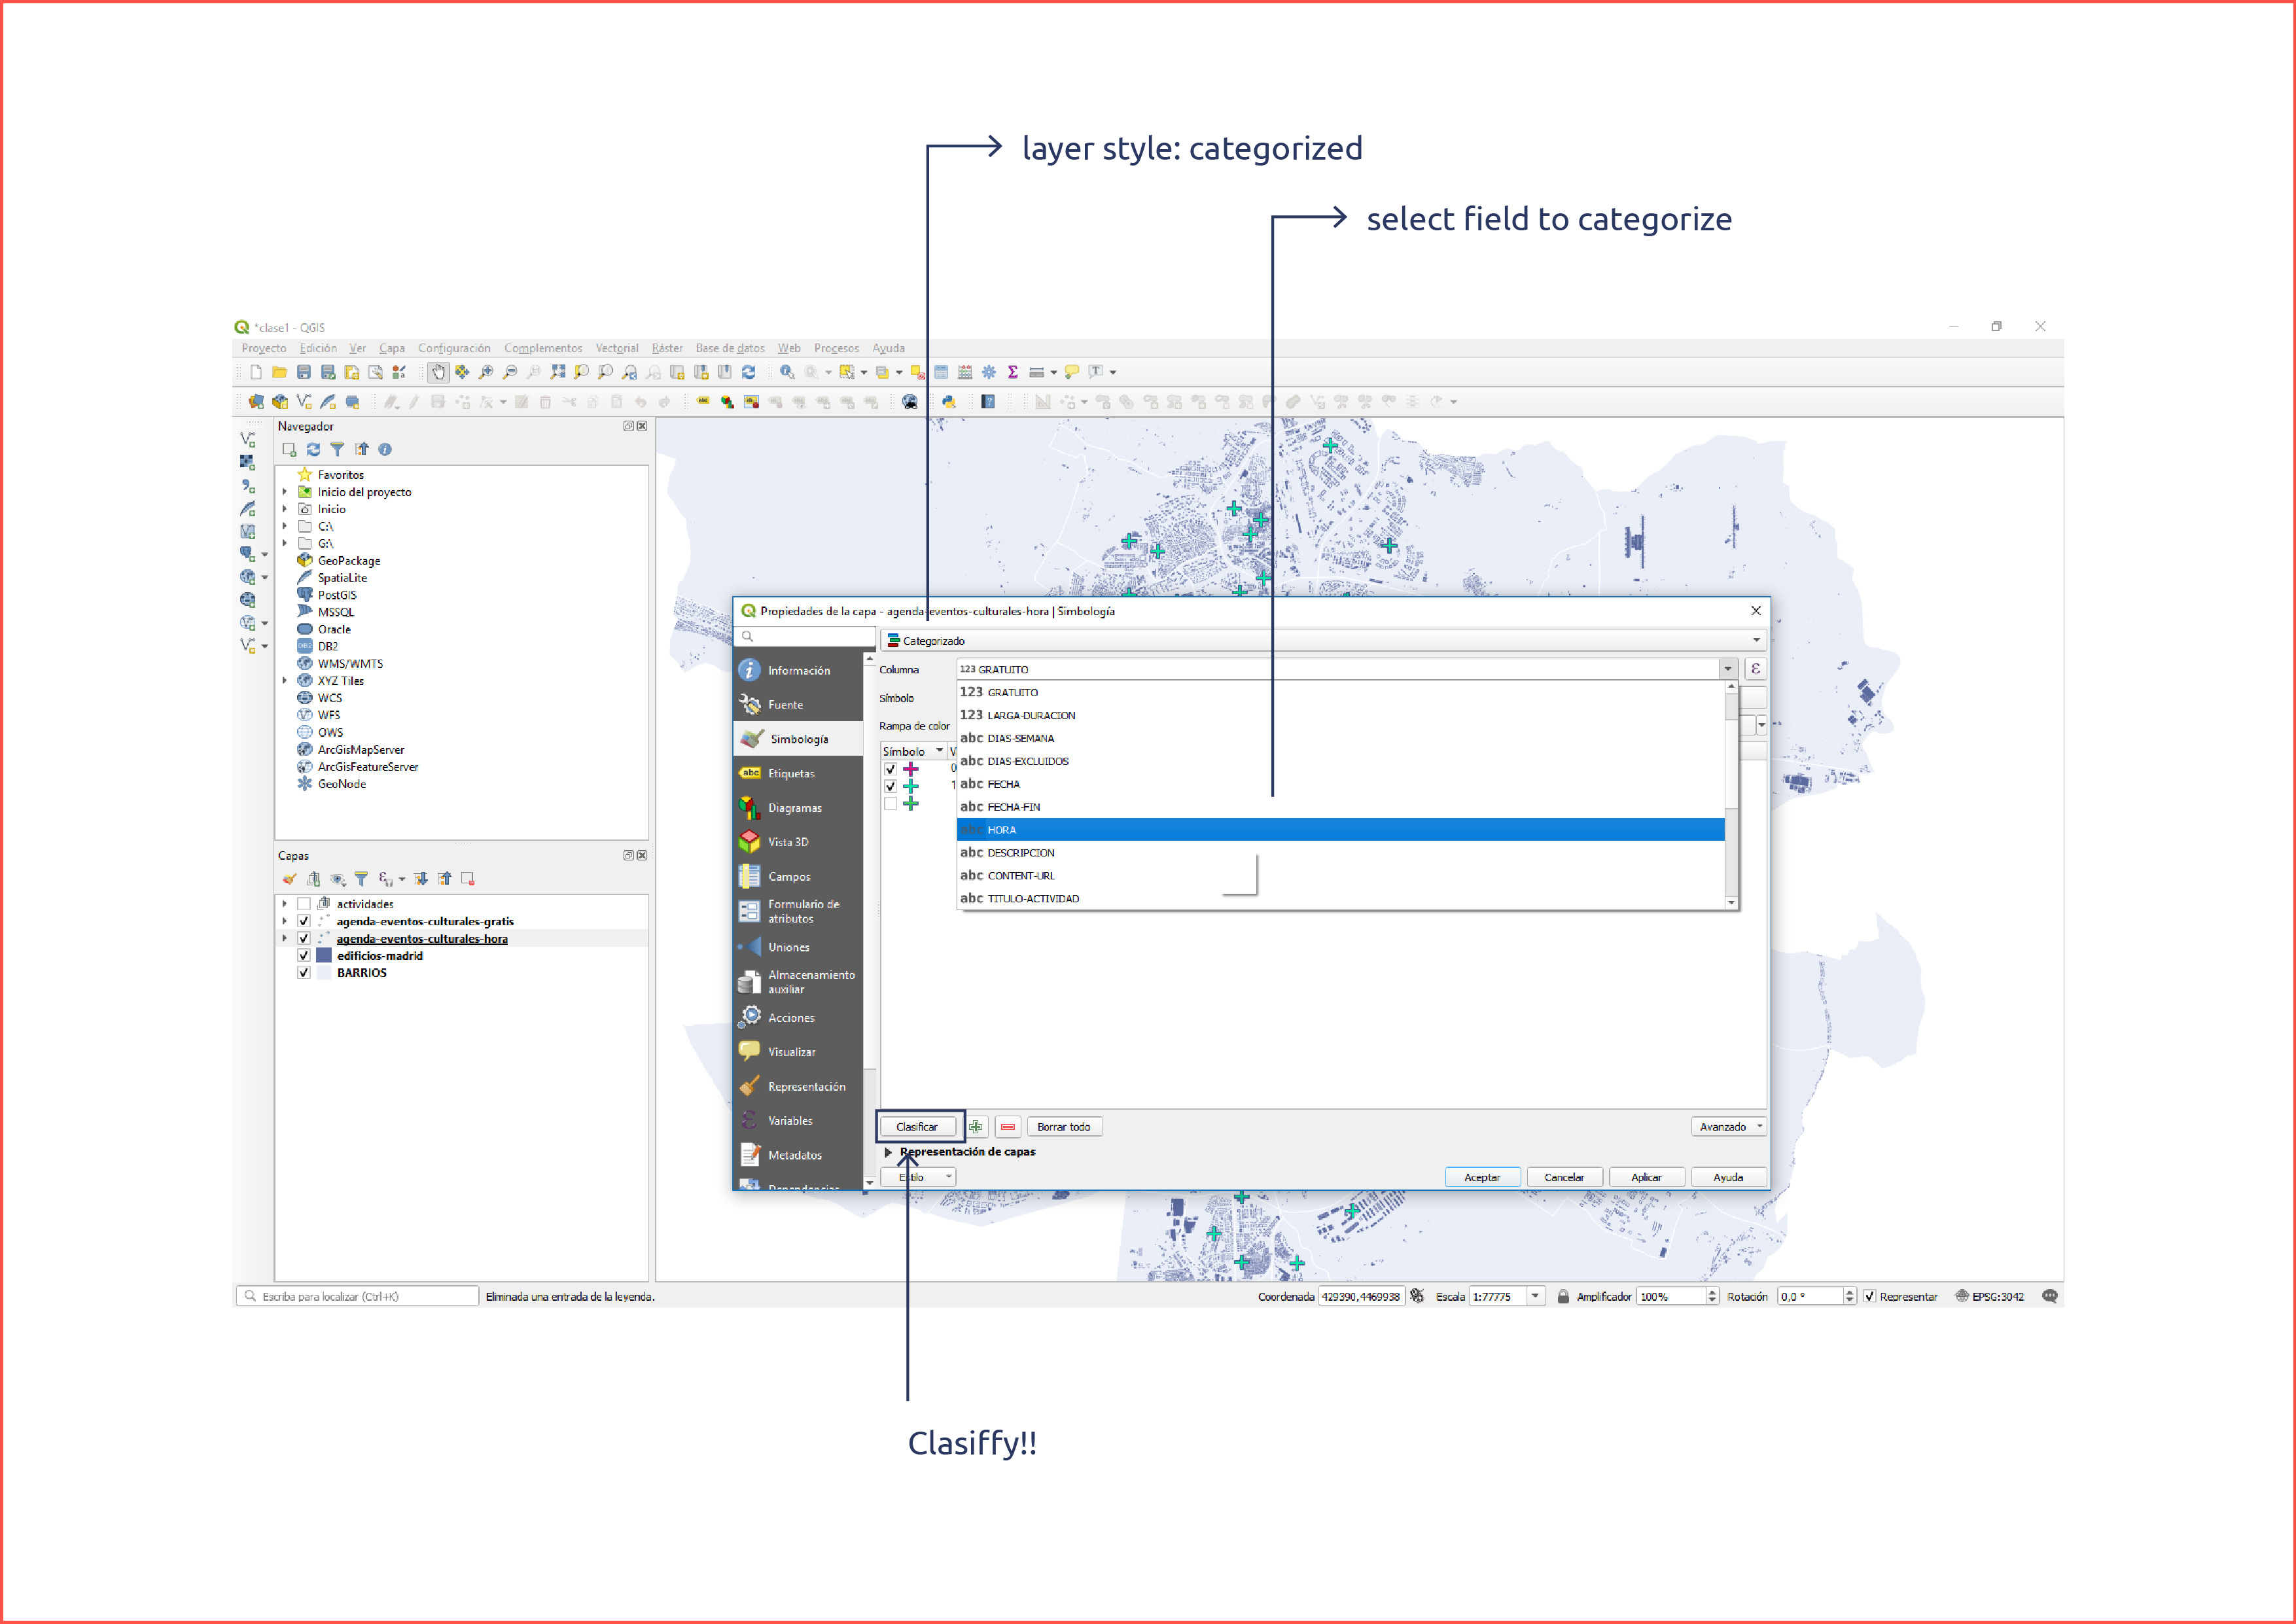 layer style: categorized
select field to categorize
*clase1 - QGIS
Proyecto Edición Ver Capa Configuración Complementos Vectorial Ráster Base de datos Web Procesos Ayuda
Navegador
Favoritos
Inicio del proyecto
Inicio
C:\
G:\
GeoPackage
SpatiaLite
PostGIS
MSSQL
Oracle
DB2
WMS/WMTS
XYZ Tiles
WCS
WFS
OWS
ArcGisMapServer
ArcGisFeatureServer
GeoNode
Capas
actividades
agenda-eventos-culturales-gratis
agenda-eventos-culturales-hora
edificios-madrid
BARRIOS
Propiedades de la capa - agenda-eventos-culturales-hora | Simbología
Información
Fuente
Simbología
abc Etiquetas
Diagramas
Vista 3D
Campos
Formulario de
atributos
Uniones
Almacenamiento
auxiliar
Acciones
Visualizar
Representación
Variables
Metadatos
Dependencias
Categorizado
Columna 123 GRATUITO
Símbolo
Rampa de color
Símbolo V
0
1
123 GRATUITO
123 LARGA-DURACION
abc DIAS-SEMANA
abc DIAS-EXCLUIDOS
abc FECHA
abc FECHA-FIN
abc HORA
abc DESCRIPCION
abc CONTENT-URL
abc TITULO-ACTIVIDAD
Clasificar Borrar todo Avanzado
Representación de capas
Estilo Aceptar Cancelar Aplicar Ayuda
Escriba para localizar (Ctrl+K) Eliminada una entrada de la leyenda. Coordenada 429390,4469938 Escala 1:77775 Amplificador 100% Rotación 0,0 ° Representar EPSG:3042
Clasiffy!!